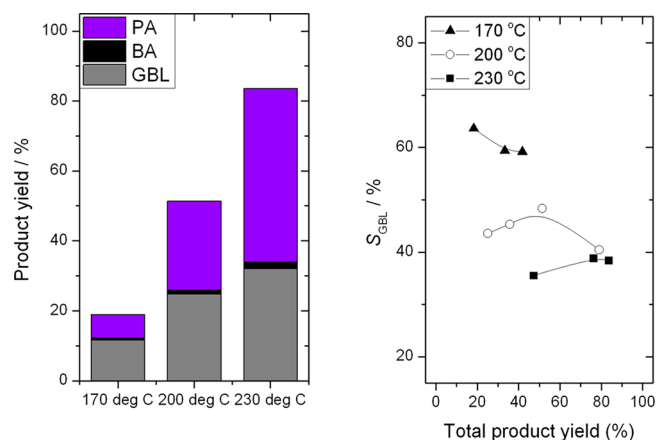 Product yield / %
100
80
60
40
20
0
PA
BA
GBL
170 deg C 200 deg C 230 deg C
S_GBL / %
80
60
40
20
170 °C
200 °C
230 °C
0 20 40 60 80 100
Total product yield (%)